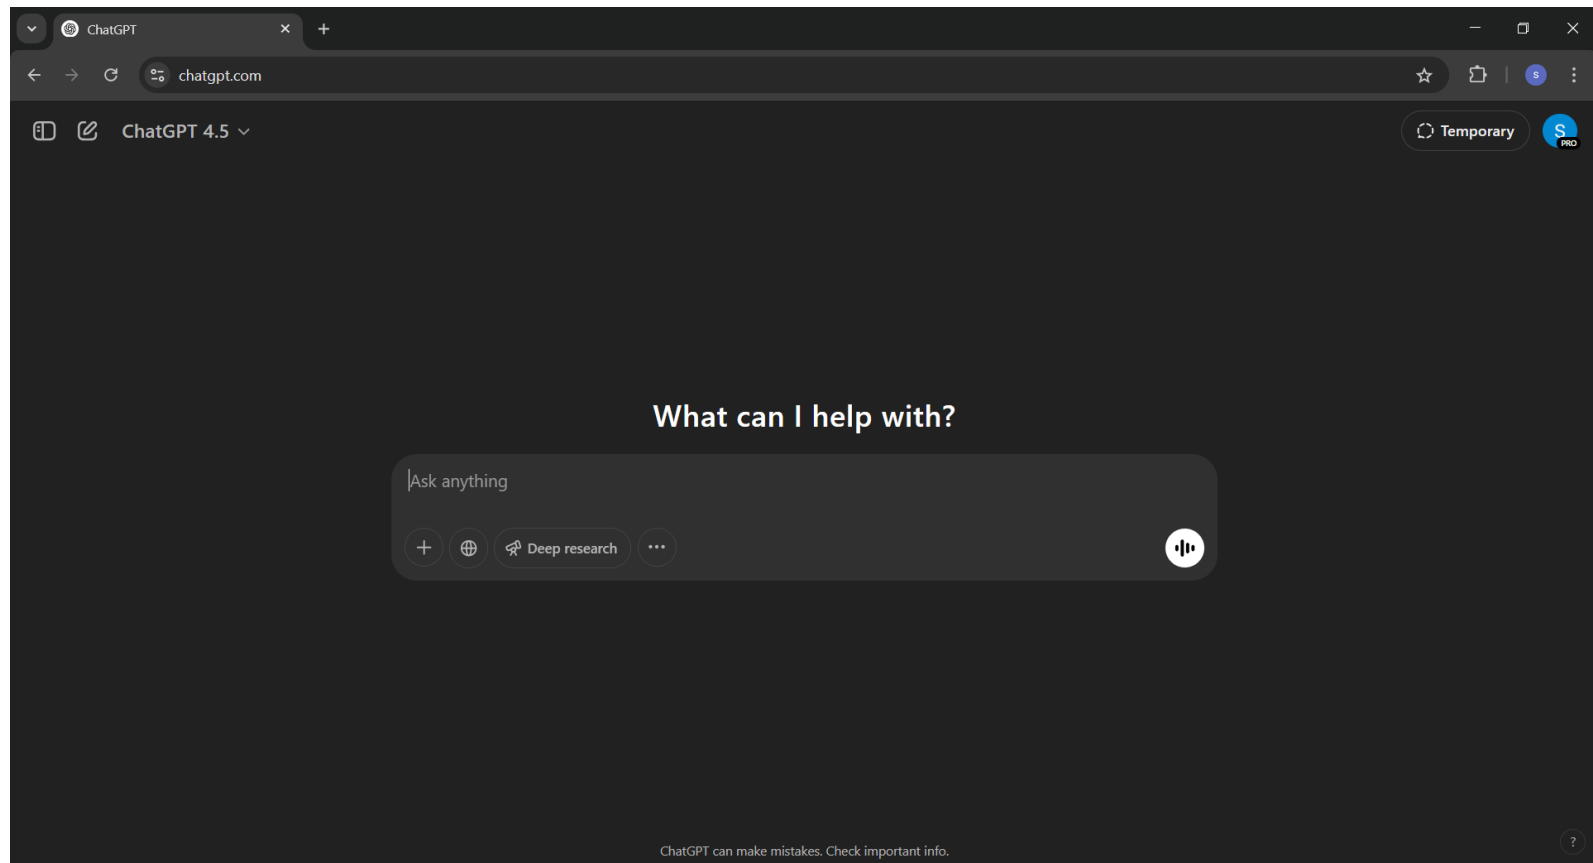 ChatGPT
chatgpt.com
S
ChatGPT 4.5
Temporary
S
PRO
What can I help with?
Ask anything
Deep research
ChatGPT can make mistakes. Check important info.
?